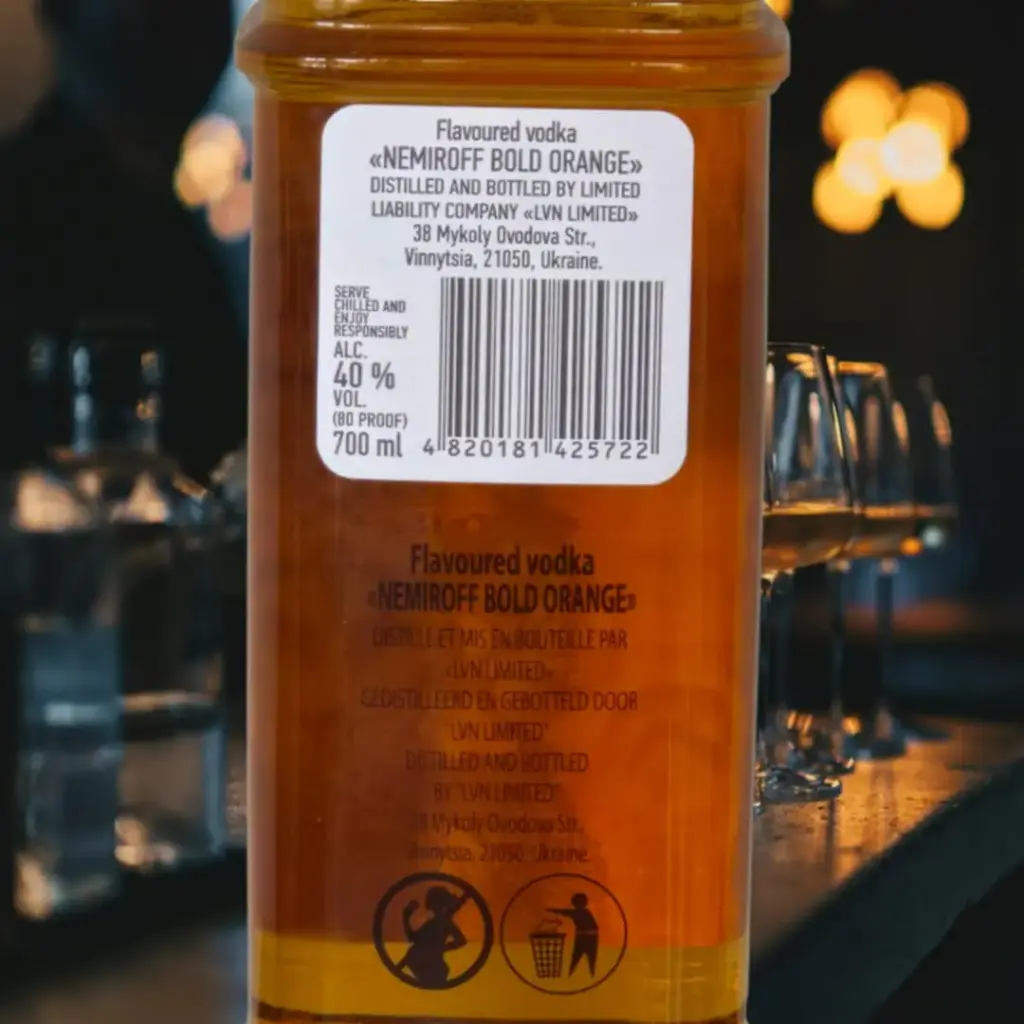 Flavoured vodka
«NEMIROFF BOLD ORANGE»
DISTILLED AND BOTTLED BY LIMITED
LIABILITY COMPANY «LVN LIMITED»
38 Mykoly Ovodova Str.,
Vinnytsia, 21050, Ukraine.
SERVE
CHILLED AND
ENJOY
RESPONSIBLY
ALC.
40 %
VOL.
(80 PROOF)
700 ml
4 820181 425722
Flavoured vodka
«NEMIROFF BOLD ORANGE»
DISTILLE ET MIS EN BOUTEILLE PAR
«LVN LIMITED»
GEDISTILLEERD EN GEBOTTELD DOOR
"LVN LIMITED"
DISTILLED AND BOTTLED
BY "LVN LIMITED"
38 Mykoly Ovodova Str.,
Vinnytsia, 21050, Ukraine.